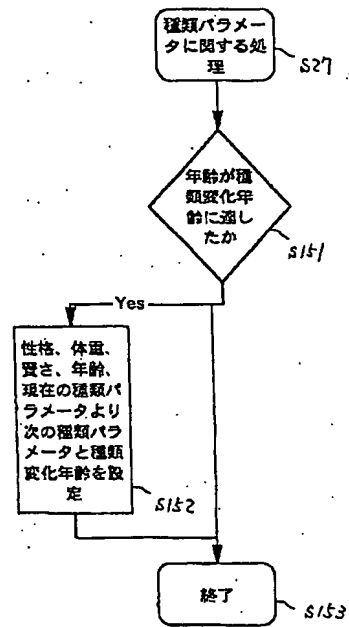 種類パラメー
タに関する処
理
S27
年齢が種
類変化年
齢に達し
たか
S151
Yes
性格、体重、
賢さ、年齢、
現在の種類パ
ラメータより
次の種類パラ
メータと種類
変化年齢を設
定
S152
終了
S153